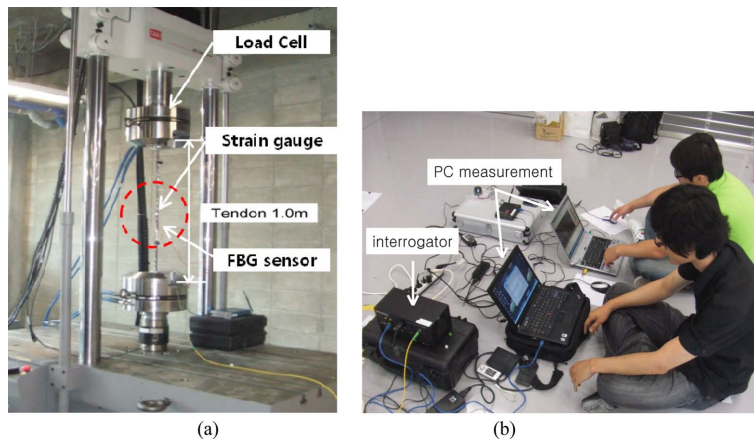 Load Cell
Strain gauge
Tendon 1.0m
FBG sensor
PC measurement
interrogator
(a)
(b)